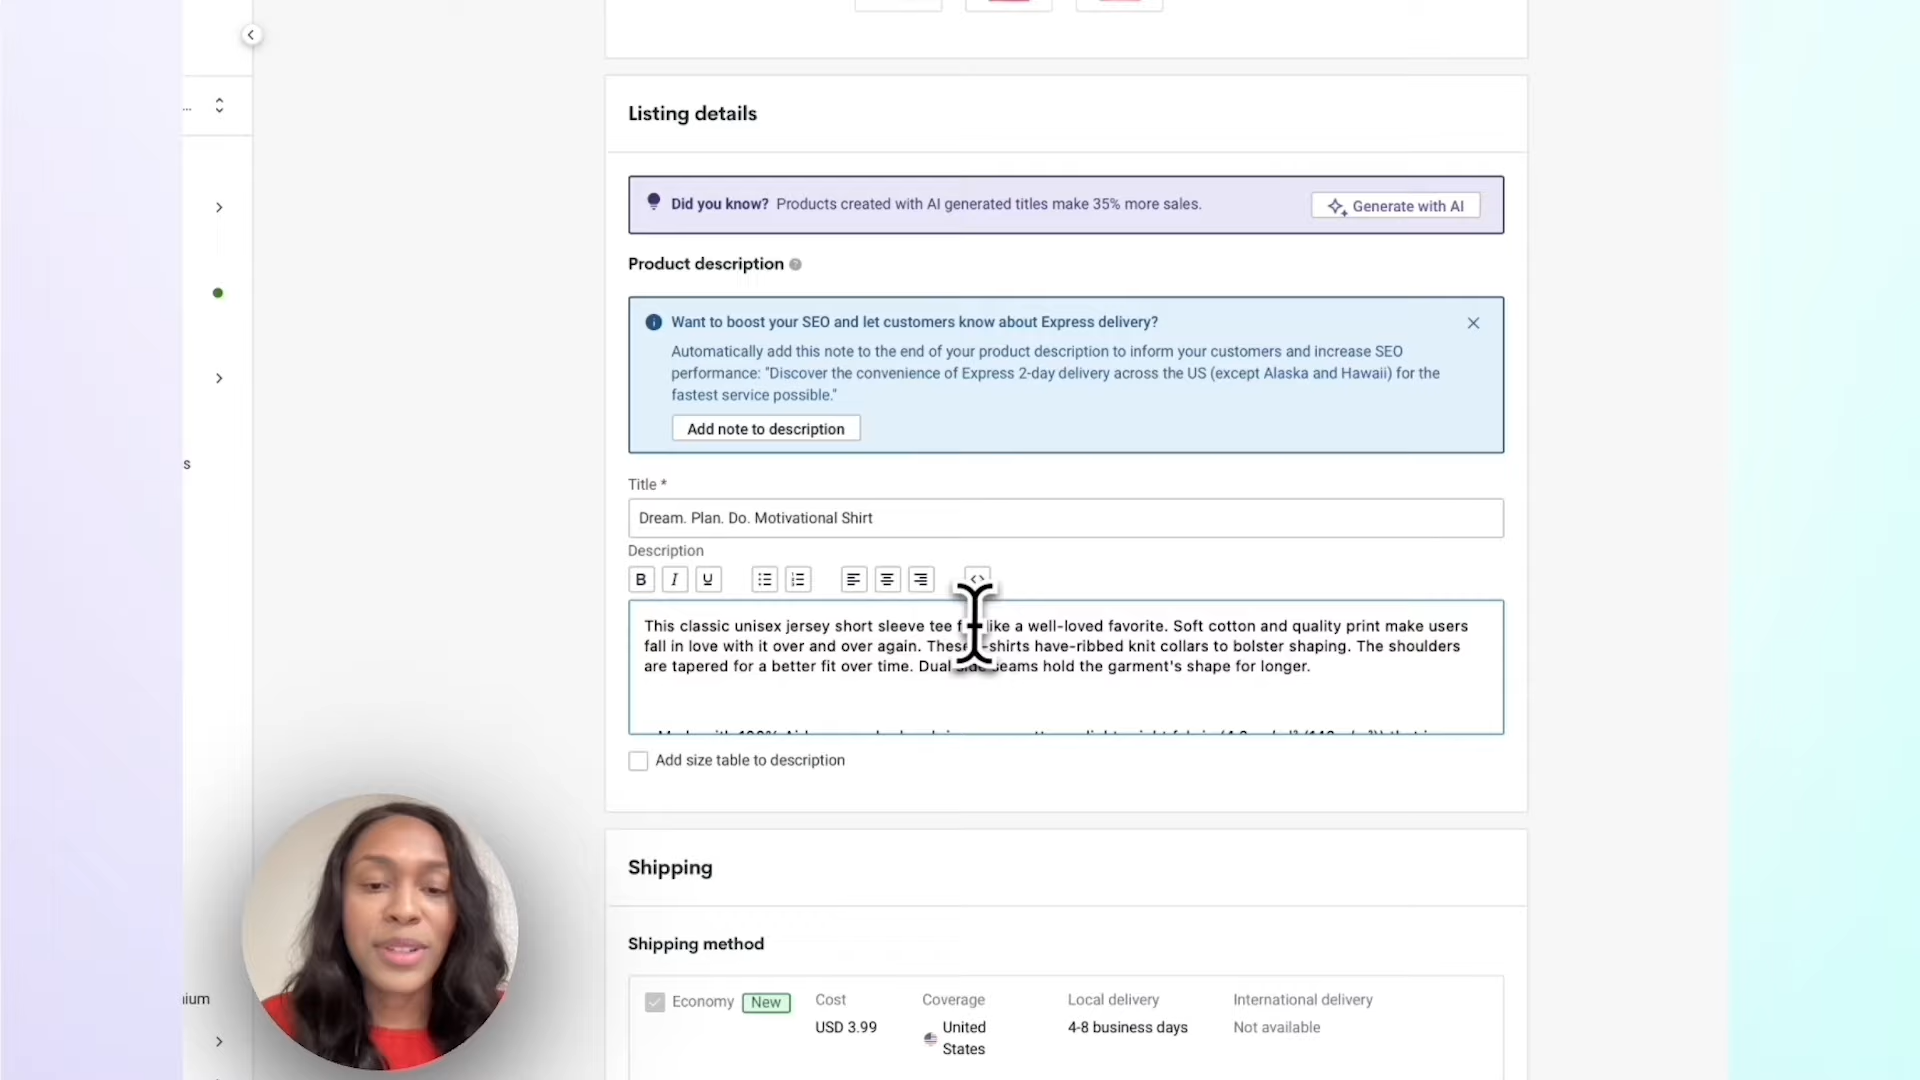 ...
Listing details
Did you know? Products created with AI generated titles make 35% more sales.
Generate with AI
Product description
Want to boost your SEO and let customers know about Express delivery?
Automatically add this note to the end of your product description to inform your customers and increase SEO
performance: "Discover the convenience of Express 2-day delivery across the US (except Alaska and Hawaii) for the
fastest service possible."
Add note to description
s
Title *
Dream. Plan. Do. Motivational Shirt
Description
B I U
This classic unisex jersey short sleeve tee like a well-loved favorite. Soft cotton and quality print make users
fall in love with it over and over again. These -shirts have-ribbed knit collars to bolster shaping. The shoulders
are tapered for a better fit over time. Dual seams hold the garment's shape for longer.
Add size table to description
Shipping
Shipping method
ium
Economy New
Cost
USD 3.99
Coverage
United
States
Local delivery
4-8 business days
International delivery
Not available